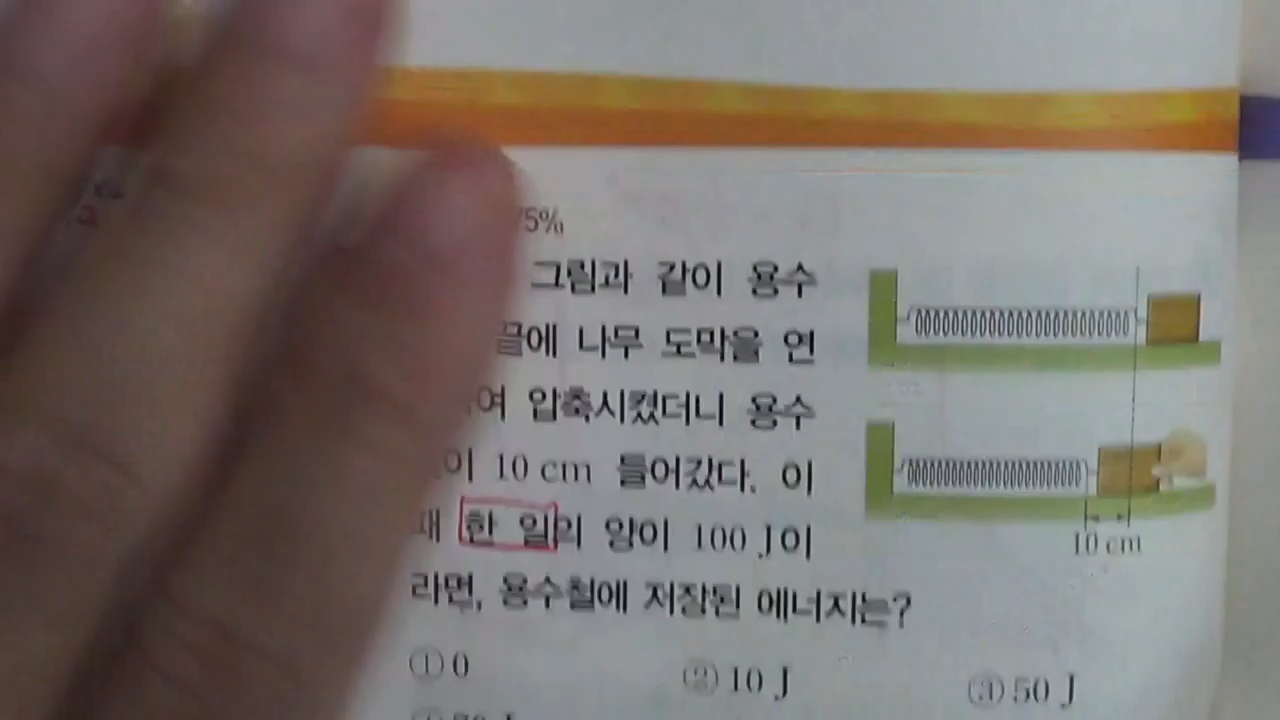 75%
그림과 같이 용수
끝에 나무 도막을 연
여 압축시켰더니 용수
이 10 cm 들어갔다. 이
때 한 일의 양이 100 J이
라면, 용수철에 저장된 에너지는?
10 cm
① 0 ② 10 J ③ 50 J